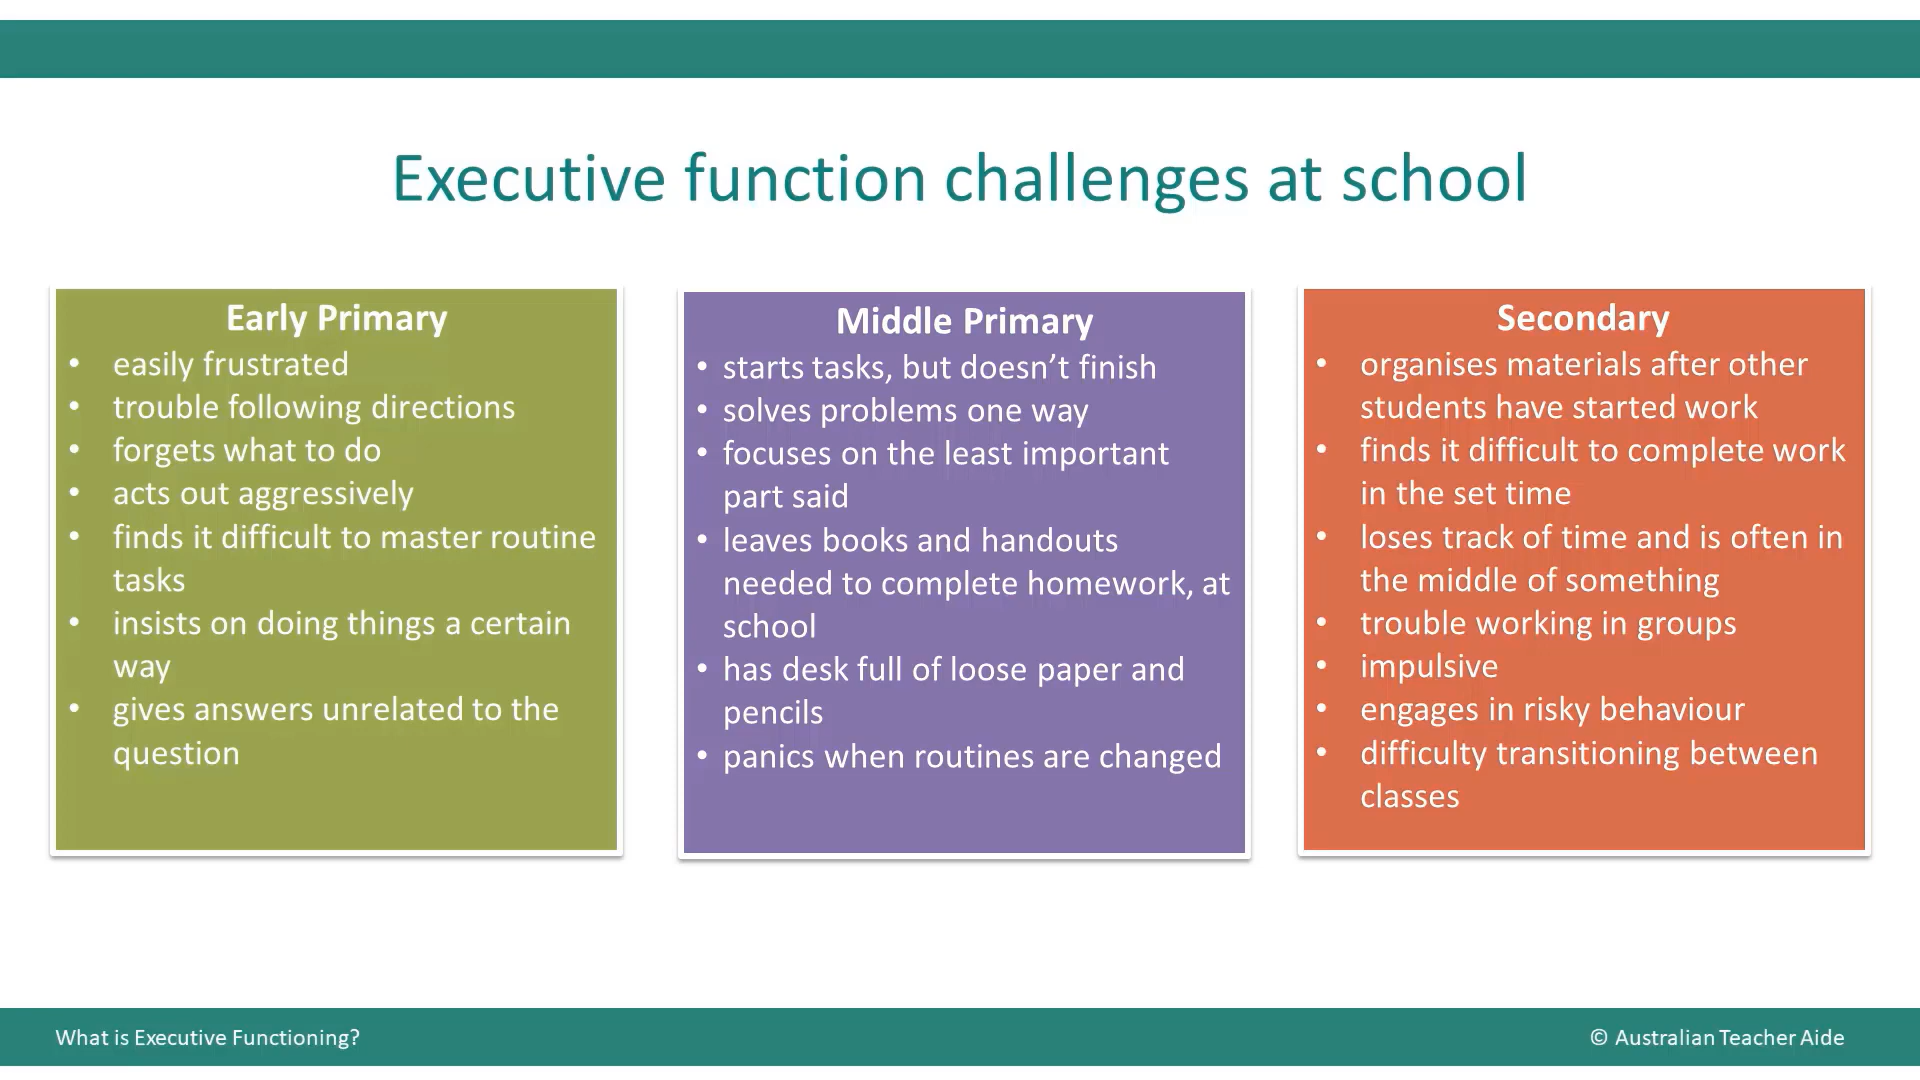 Executive function challenges at school
Early Primary
• easily frustrated
• trouble following directions
• forgets what to do
• acts out aggressively
• finds it difficult to master routine
tasks
• insists on doing things a certain
way
• gives answers unrelated to the
question
Middle Primary
• starts tasks, but doesn’t finish
• solves problems one way
• focuses on the least important
part said
• leaves books and handouts
needed to complete homework, at
school
• has desk full of loose paper and
pencils
• panics when routines are changed
Secondary
• organises materials after other
students have started work
• finds it difficult to complete work
in the set time
• loses track of time and is often in
the middle of something
• trouble working in groups
• impulsive
• engages in risky behaviour
• difficulty transitioning between
classes
What is Executive Functioning?
© Australian Teacher Aide